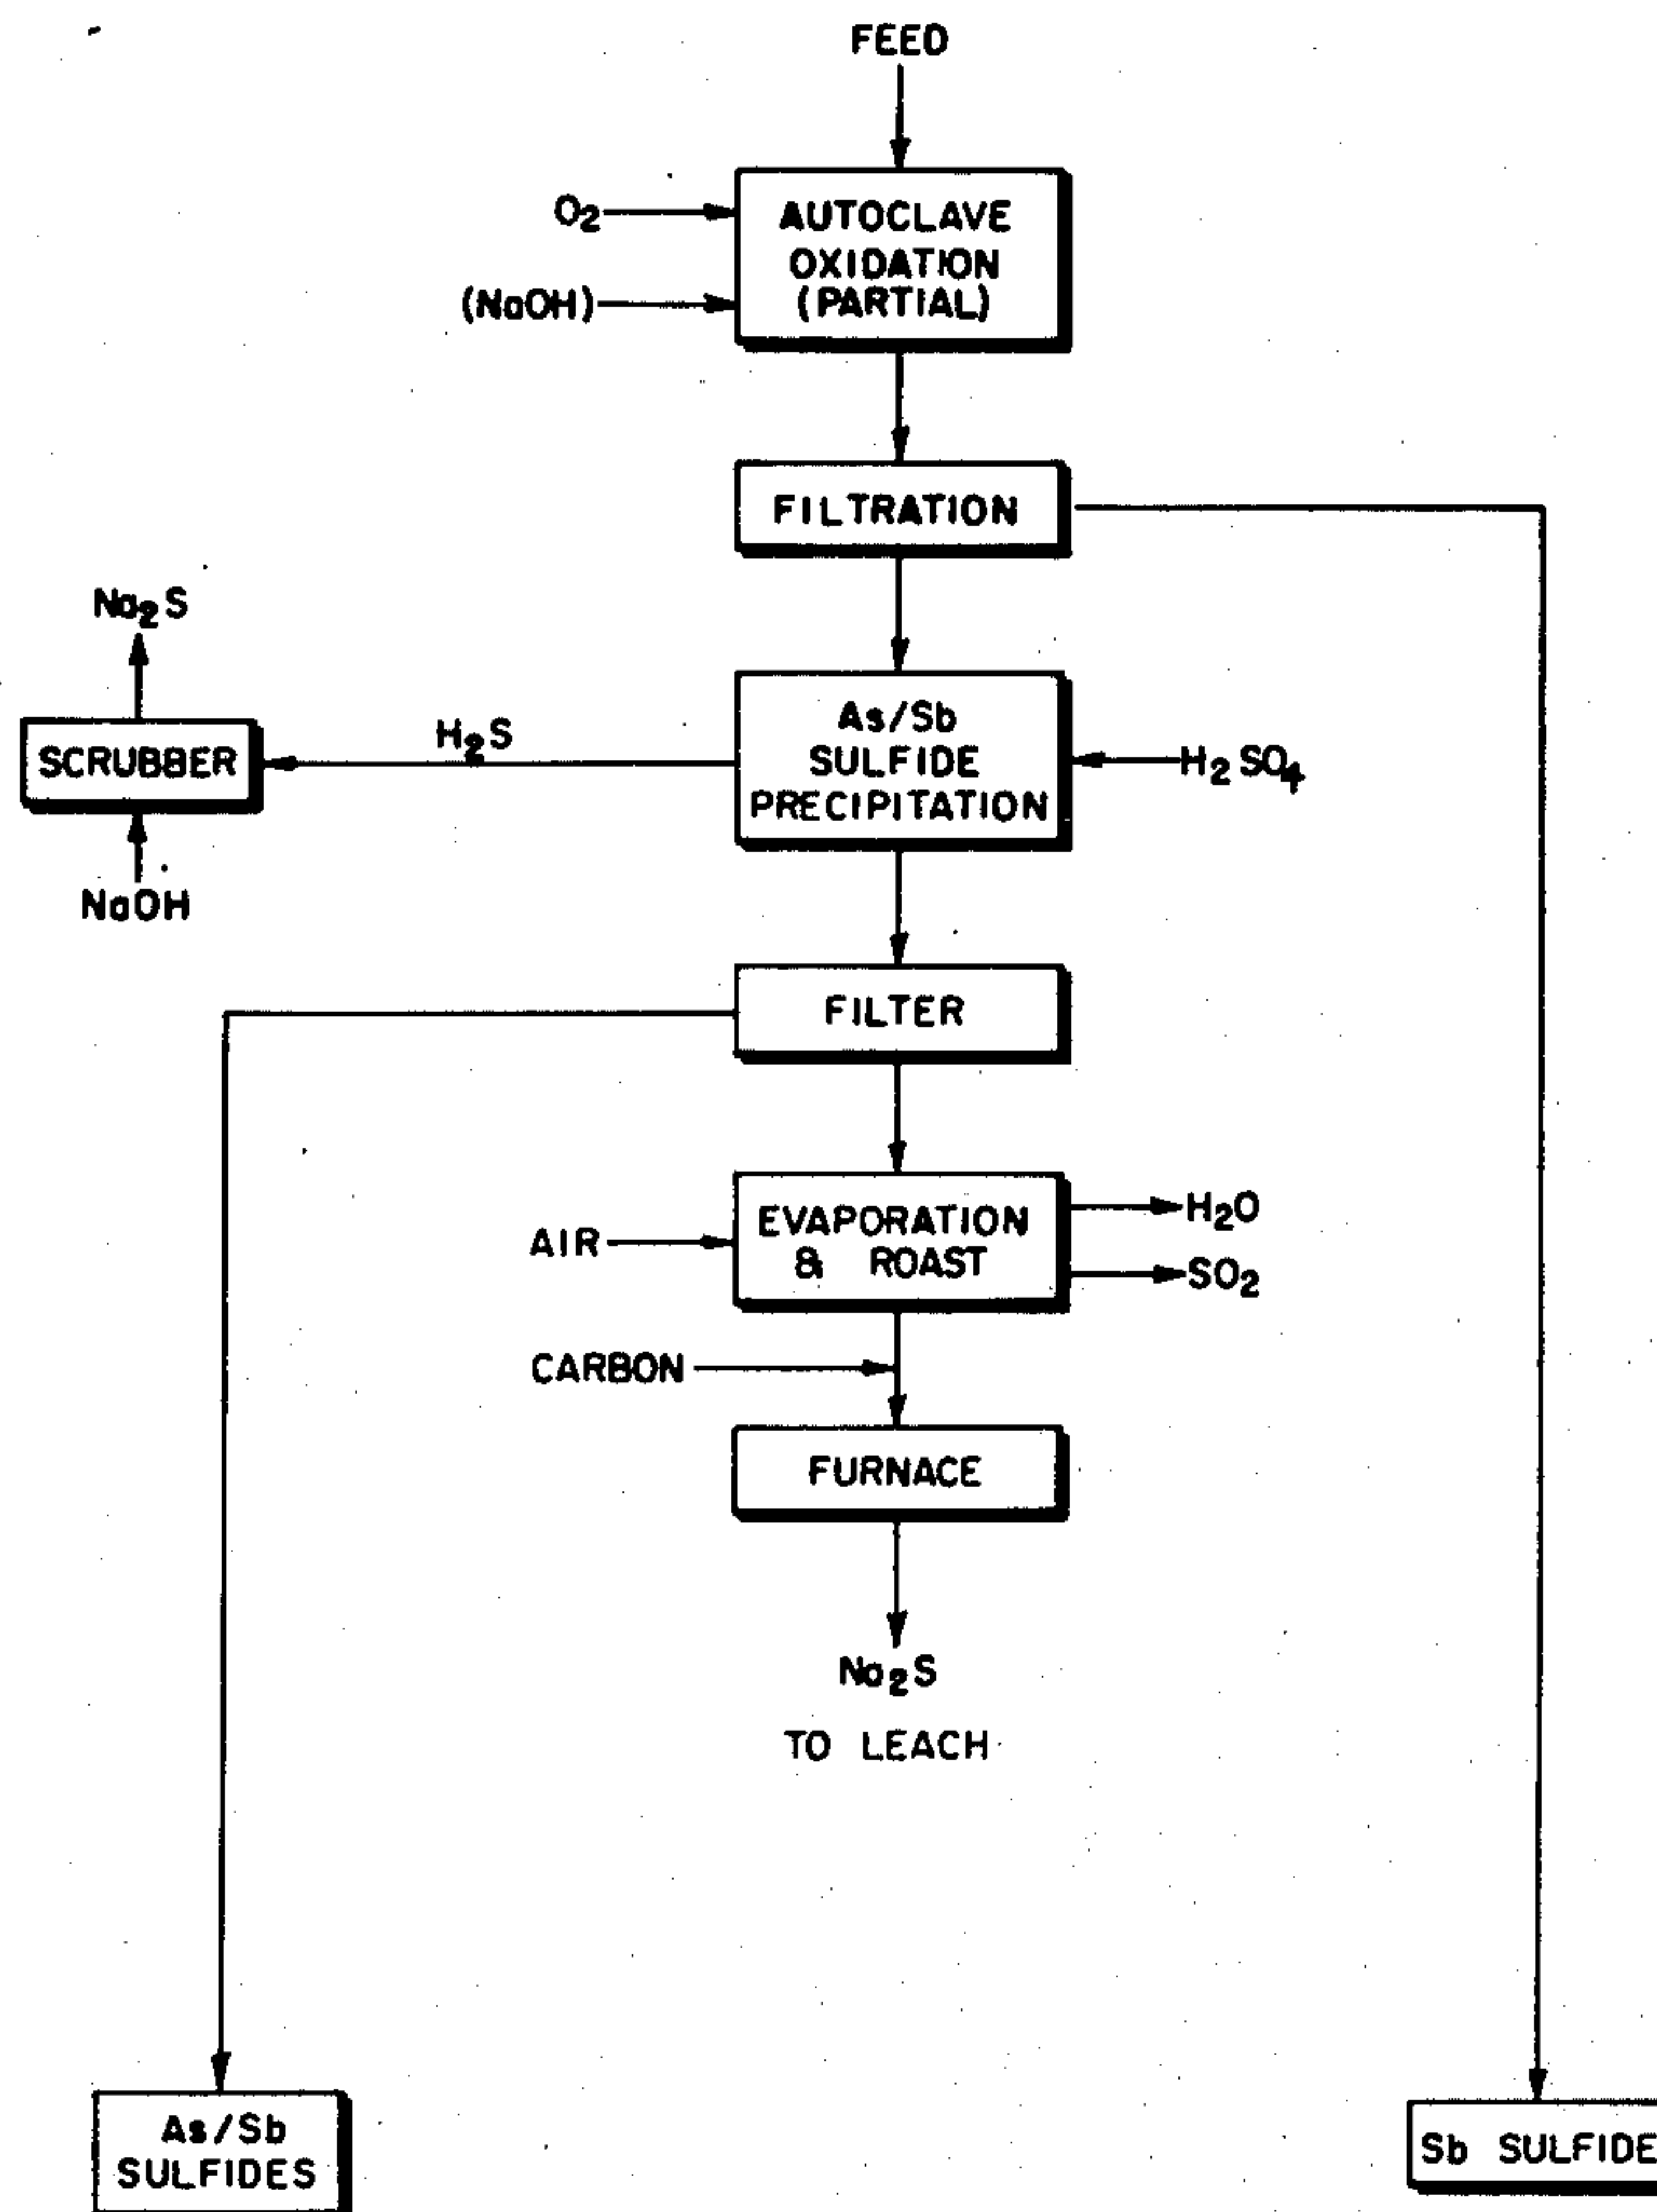 FEED
O2
AUTOCLAVE
OXIDATION
(PARTIAL)
(NaOH)
FILTRATION
Na2S
SCRUBBER
NaOH
H2S
As/Sb
SULFIDE
PRECIPITATION
H2SO4
FILTER
AIR
EVAPORATION
& ROAST
H2O
SO2
CARBON
FURNACE
Na2S
TO LEACH
As/Sb
SULFIDES
Sb SULFIDE